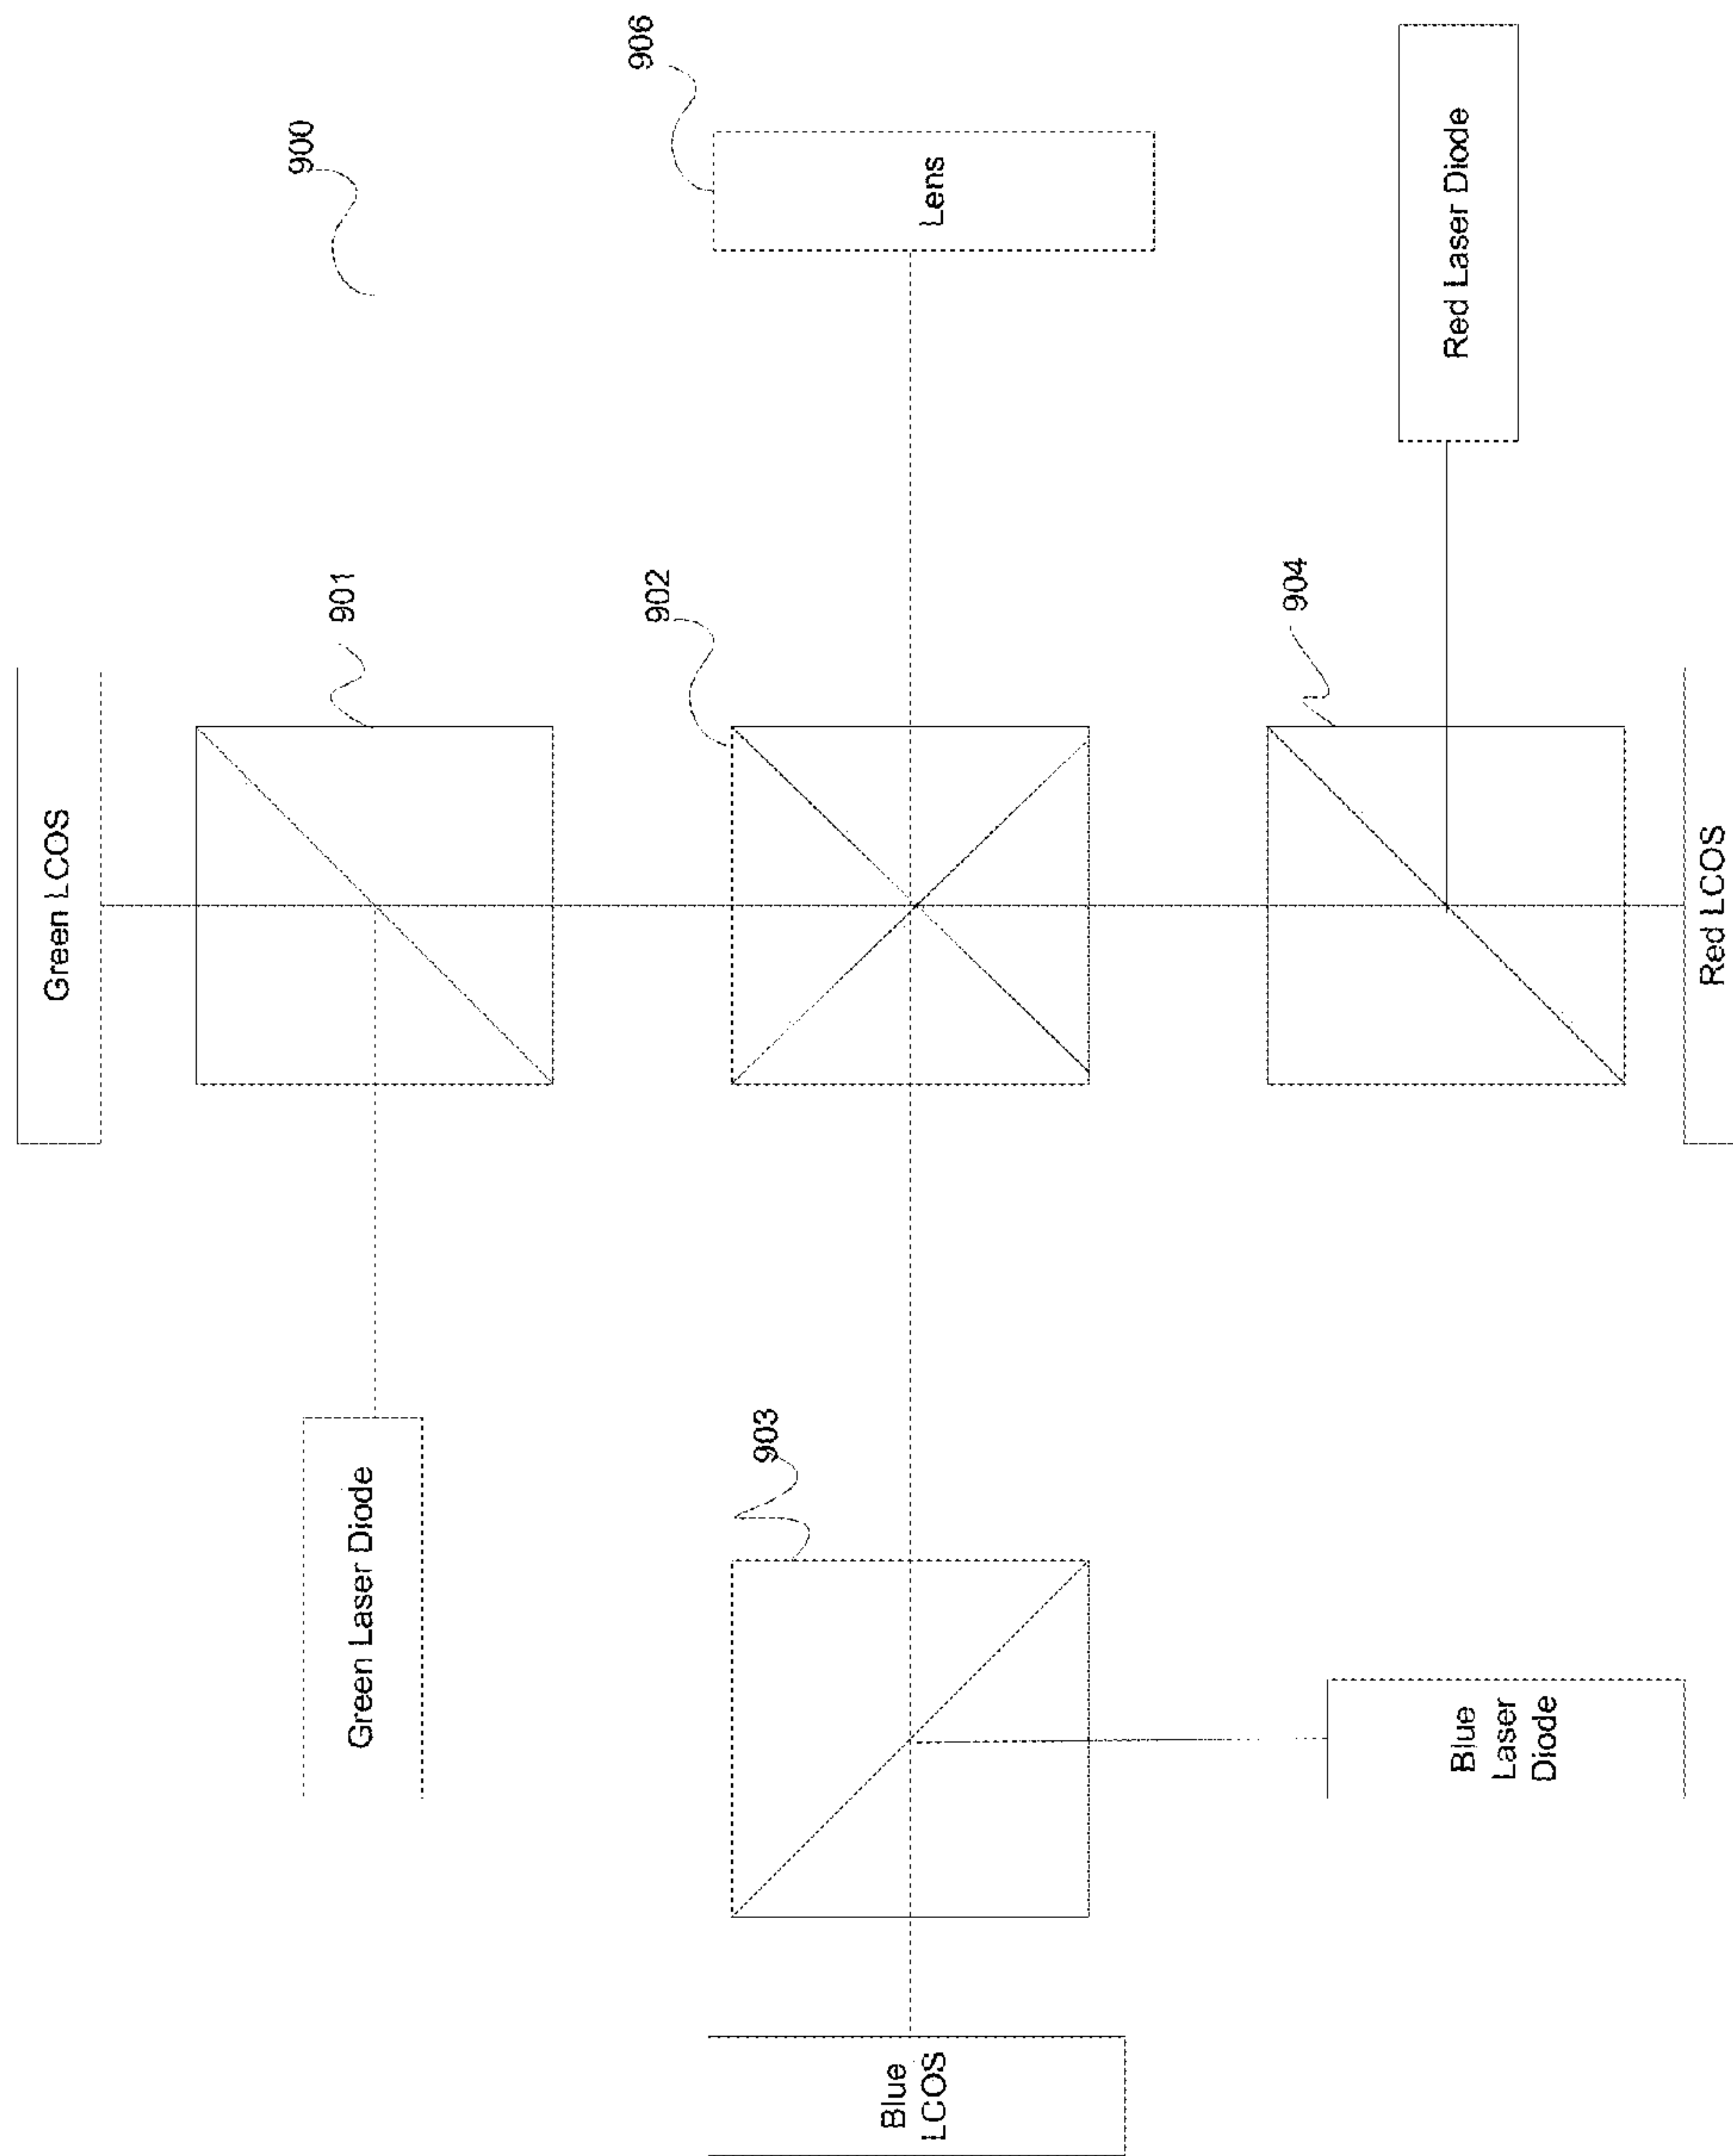 906
900
Lens
Red Laser Diode
901
902
904
Green LCOS
Red LCOS
903
Green Laser Diode
Blue
Laser
Diode
Blue
LCOS